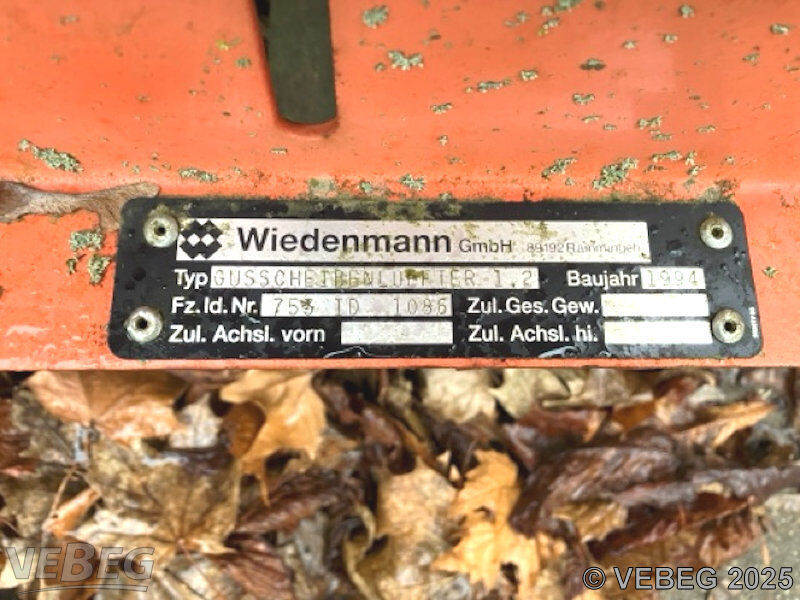 Wiedenmann GmbH 89192 Rammingen
Typ GUSSCHEIBENLUEFTER 1,2 Baujahr 1994
Fz. Id. Nr. 753 ID 1086 Zul. Ges. Gew.
Zul. Achsl. vorn Zul. Achsl. hi.
VEBEG
© VEBEG 2025